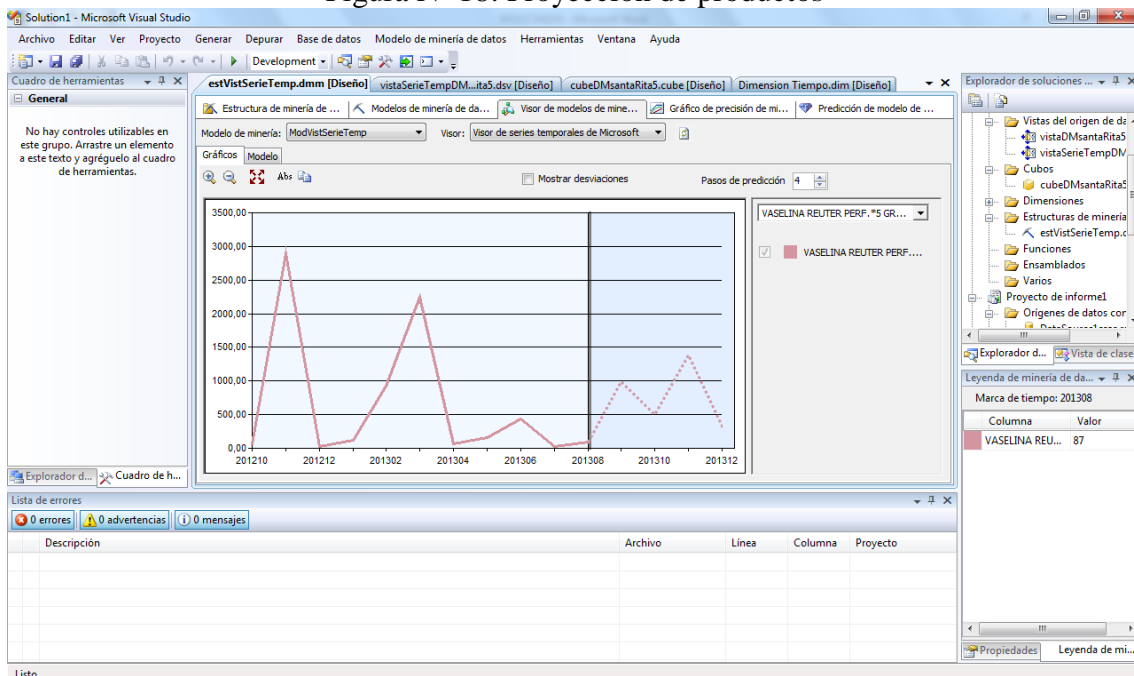 Solution1 - Microsoft Visual Studio
Archivo Editar Ver Proyecto Generar Depurar Base de datos Modelo de minería de datos Herramientas Ventana Ayuda
Development
Cuadro de herramientas
General
No hay controles utilizables en
este grupo. Arrastre un elemento
a este texto y agréguelo al cuadro
de herramientas.
Explorador d... Cuadro de h...
estVistSerieTemp.dmm [Diseño] vistaSerieTempDM...ita5.dsv [Diseño] cubeDMsantaRita5.cube [Diseño] Dimension Tiempo.dim [Diseño]
Estructura de minería de ... Modelos de minería de da... Visor de modelos de mine... Gráfico de precisión de mi... Predicción de modelo de ...
Modelo de minería: ModVistSerieTemp Visor: Visor de series temporales de Microsoft
Gráficos Modelo
Abs Mostrar desviaciones Pasos de predicción 4
3500,00
3000,00
2500,00
2000,00
1500,00
1000,00
500,00
0,00
201210 201212 201302 201304 201306 201308 201310 201312
VASELINA REUTER PERF.*5 GR...
VASELINA REUTER PERF....
Explorador de soluciones ...
Vistas del origen de da
vistaDMsantaRita5
vistaSerieTempDM
Cubos
cubeDMsantaRita5
Dimensiones
Estructuras de minería
estVistSerieTemp.d
Funciones
Ensamblados
Varios
Proyecto de informe1
Orígenes de datos con
Explorador d... Vista de clase
Leyenda de minería de da...
Marca de tiempo: 201308
Columna Valor
VASELINA REU... 87
Propiedades Leyenda de mi...
Lista de errores
0 errores 0 advertencias 0 mensajes
Descripción Archivo Línea Columna Proyecto
Listo